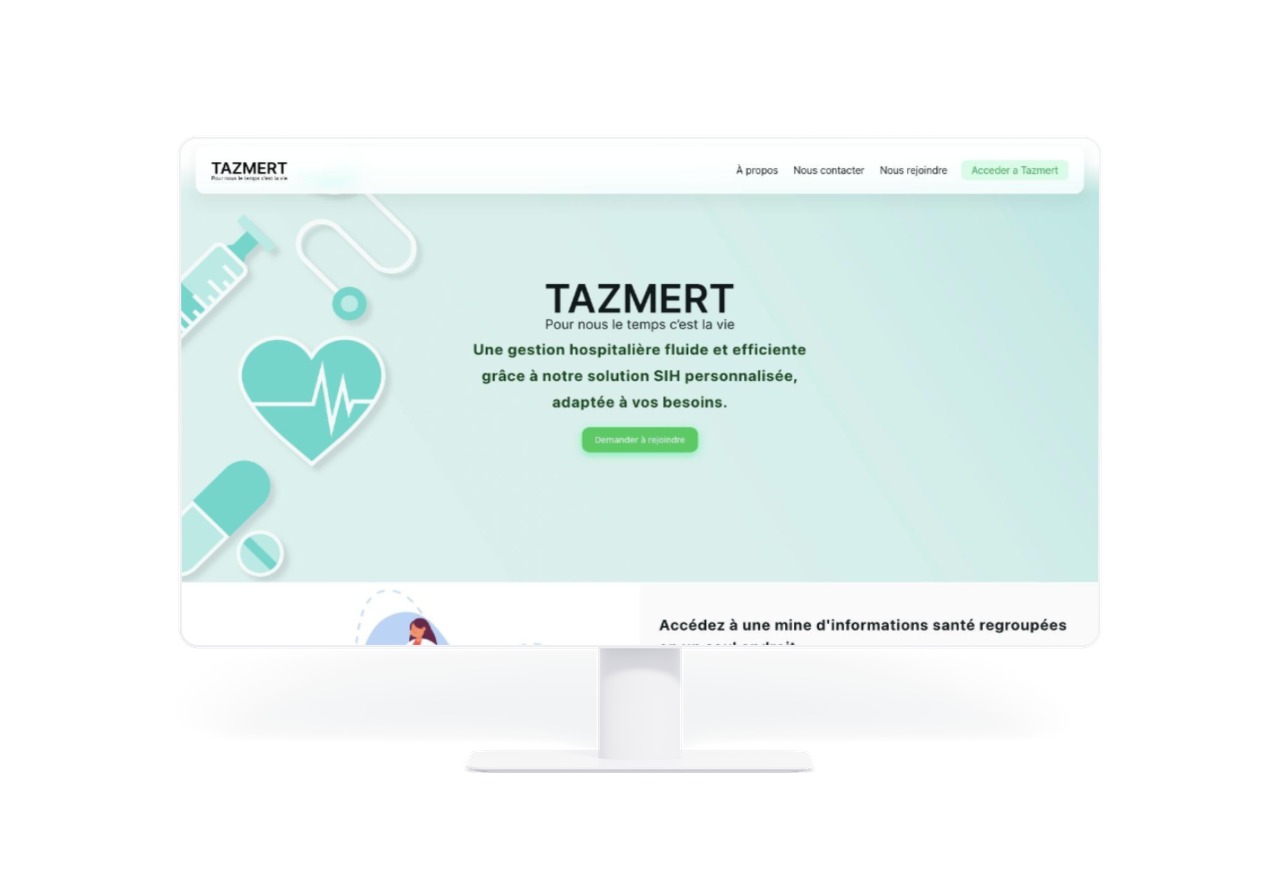 TAZMERT
Pour nous le temps c'est la vie
À propos
Nous contacter
Nous rejoindre
Acceder a Tazmert
TAZMERT
Pour nous le temps c'est la vie
Une gestion hospitalière fluide et efficiente
grâce à notre solution SIH personnalisée,
adaptée à vos besoins.
Demander à rejoindre
Accédez à une mine d'informations santé regroupées